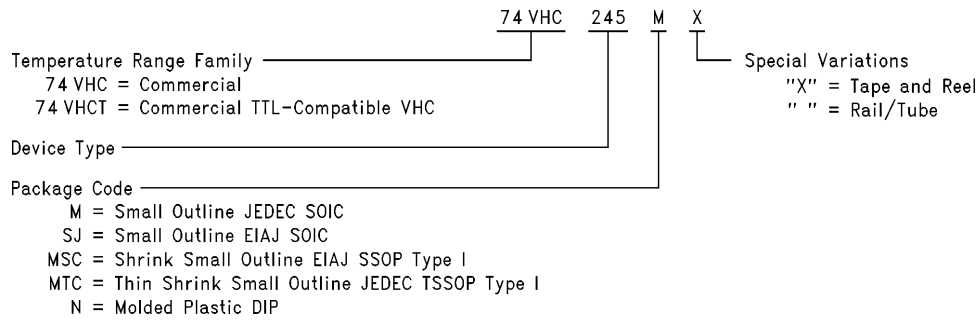 74 VHC 245 M X
Temperature Range Family
74 VHC = Commercial
74 VHCT = Commercial TTL-Compatible VHC
Special Variations
"X" = Tape and Reel
" " = Rail/Tube
Device Type
Package Code
M = Small Outline JEDEC SOIC
SJ = Small Outline EIAJ SOIC
MSC = Shrink Small Outline EIAJ SSOP Type I
MTC = Thin Shrink Small Outline JEDEC TSSOP Type I
N = Molded Plastic DIP